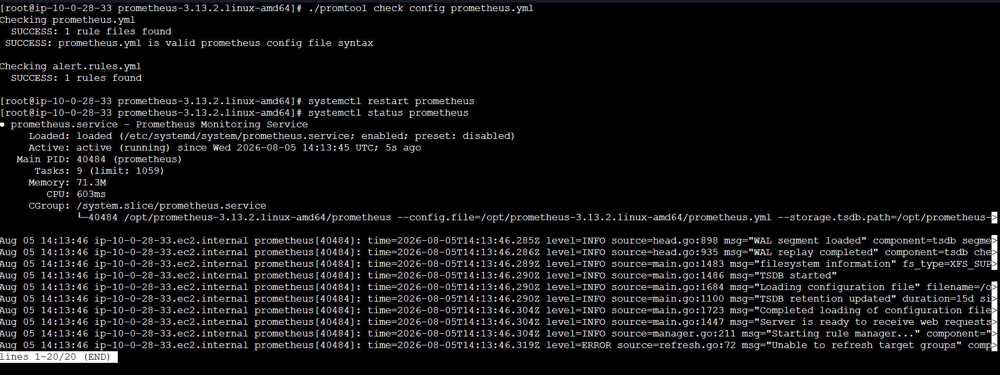 [root@ip-10-0-28-33 prometheus-3.13.2.linux-amd64]# ./promtool check config prometheus.yml
Checking prometheus.yml
  SUCCESS: 1 rule files found
 SUCCESS: prometheus.yml is valid prometheus config file syntax

Checking alert.rules.yml
  SUCCESS: 1 rules found

[root@ip-10-0-28-33 prometheus-3.13.2.linux-amd64]# systemctl restart prometheus
[root@ip-10-0-28-33 prometheus-3.13.2.linux-amd64]# systemctl status prometheus
● prometheus.service - Prometheus Monitoring Service
     Loaded: loaded (/etc/systemd/system/prometheus.service; enabled; preset: disabled)
     Active: active (running) since Wed 2026-08-05 14:13:45 UTC; 5s ago
   Main PID: 40484 (prometheus)
      Tasks: 9 (limit: 1059)
     Memory: 71.3M
        CPU: 603ms
     CGroup: /system.slice/prometheus.service
             └─40484 /opt/prometheus-3.13.2.linux-amd64/prometheus --config.file=/opt/prometheus-3.13.2.linux-amd64/prometheus.yml --storage.tsdb.path=/opt/prometheus->

Aug 05 14:13:46 ip-10-0-28-33.ec2.internal prometheus[40484]: time=2026-08-05T14:13:46.285Z level=INFO source=head.go:898 msg="WAL segment loaded" component=tsdb segme>
Aug 05 14:13:46 ip-10-0-28-33.ec2.internal prometheus[40484]: time=2026-08-05T14:13:46.286Z level=INFO source=head.go:935 msg="WAL replay completed" component=tsdb che>
Aug 05 14:13:46 ip-10-0-28-33.ec2.internal prometheus[40484]: time=2026-08-05T14:13:46.289Z level=INFO source=main.go:1483 msg="filesystem information" fs_type=XFS_SUP>
Aug 05 14:13:46 ip-10-0-28-33.ec2.internal prometheus[40484]: time=2026-08-05T14:13:46.290Z level=INFO source=main.go:1486 msg="TSDB started"
Aug 05 14:13:46 ip-10-0-28-33.ec2.internal prometheus[40484]: time=2026-08-05T14:13:46.290Z level=INFO source=main.go:1684 msg="Loading configuration file" filename=/o>
Aug 05 14:13:46 ip-10-0-28-33.ec2.internal prometheus[40484]: time=2026-08-05T14:13:46.290Z level=INFO source=main.go:1100 msg="TSDB retention updated" duration=15d si>
Aug 05 14:13:46 ip-10-0-28-33.ec2.internal prometheus[40484]: time=2026-08-05T14:13:46.304Z level=INFO source=main.go:1723 msg="Completed loading of configuration file>
Aug 05 14:13:46 ip-10-0-28-33.ec2.internal prometheus[40484]: time=2026-08-05T14:13:46.304Z level=INFO source=main.go:1447 msg="Server is ready to receive web requests>
Aug 05 14:13:46 ip-10-0-28-33.ec2.internal prometheus[40484]: time=2026-08-05T14:13:46.304Z level=INFO source=manager.go:211 msg="Starting rule manager..." component=">
Aug 05 14:13:46 ip-10-0-28-33.ec2.internal prometheus[40484]: time=2026-08-05T14:13:46.319Z level=ERROR source=refresh.go:72 msg="Unable to refresh target groups" comp>
lines 1-20/20 (END)